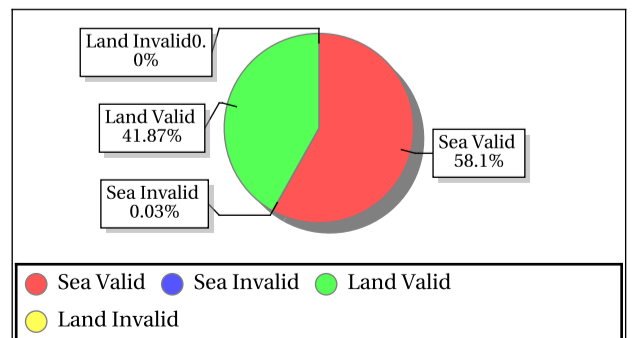 Land Invalid0.
0%
Land Valid
41.87%
Sea Valid
58.1%
Sea Invalid
0.03%
Sea Valid
Sea Invalid
Land Valid
Land Invalid